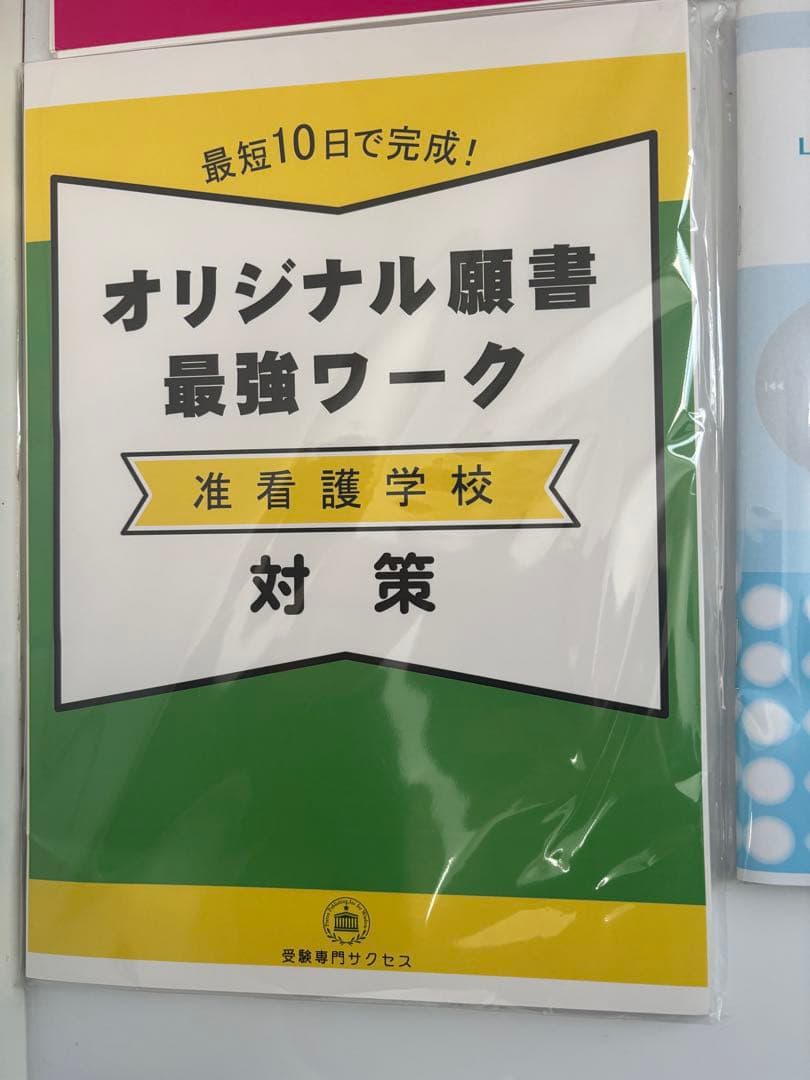 最短10日で完成!
オリジナル願書
最強ワーク
准看護学校
対策
受験専門サクセス